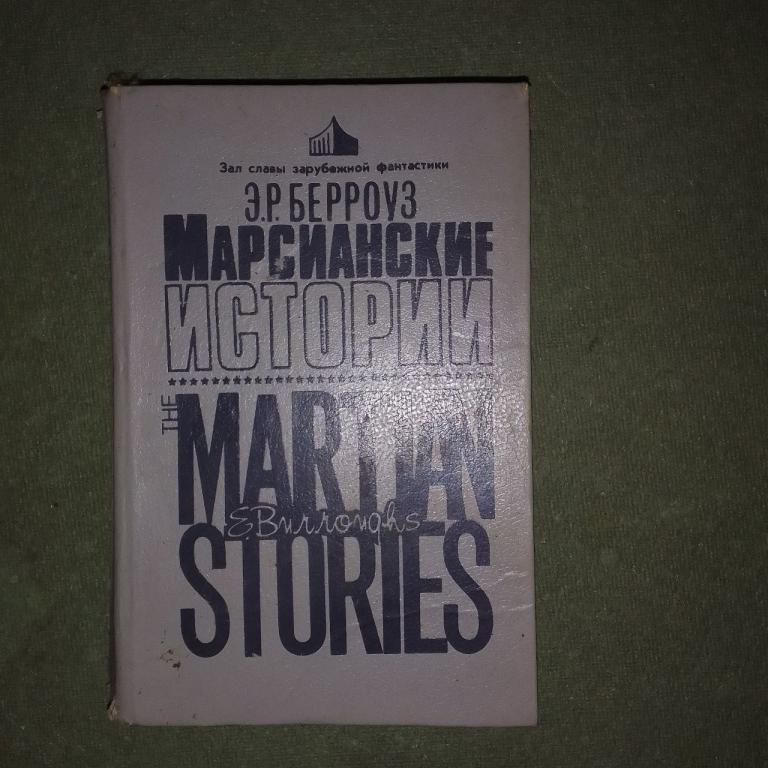 Зал славы зарубежной фантастики
Э.Р. БЕРРОУЗ
МАРСИАНСКИЕ
ИСТОРИИ
THE
MARTIAN
E.Burroughs
STORIES